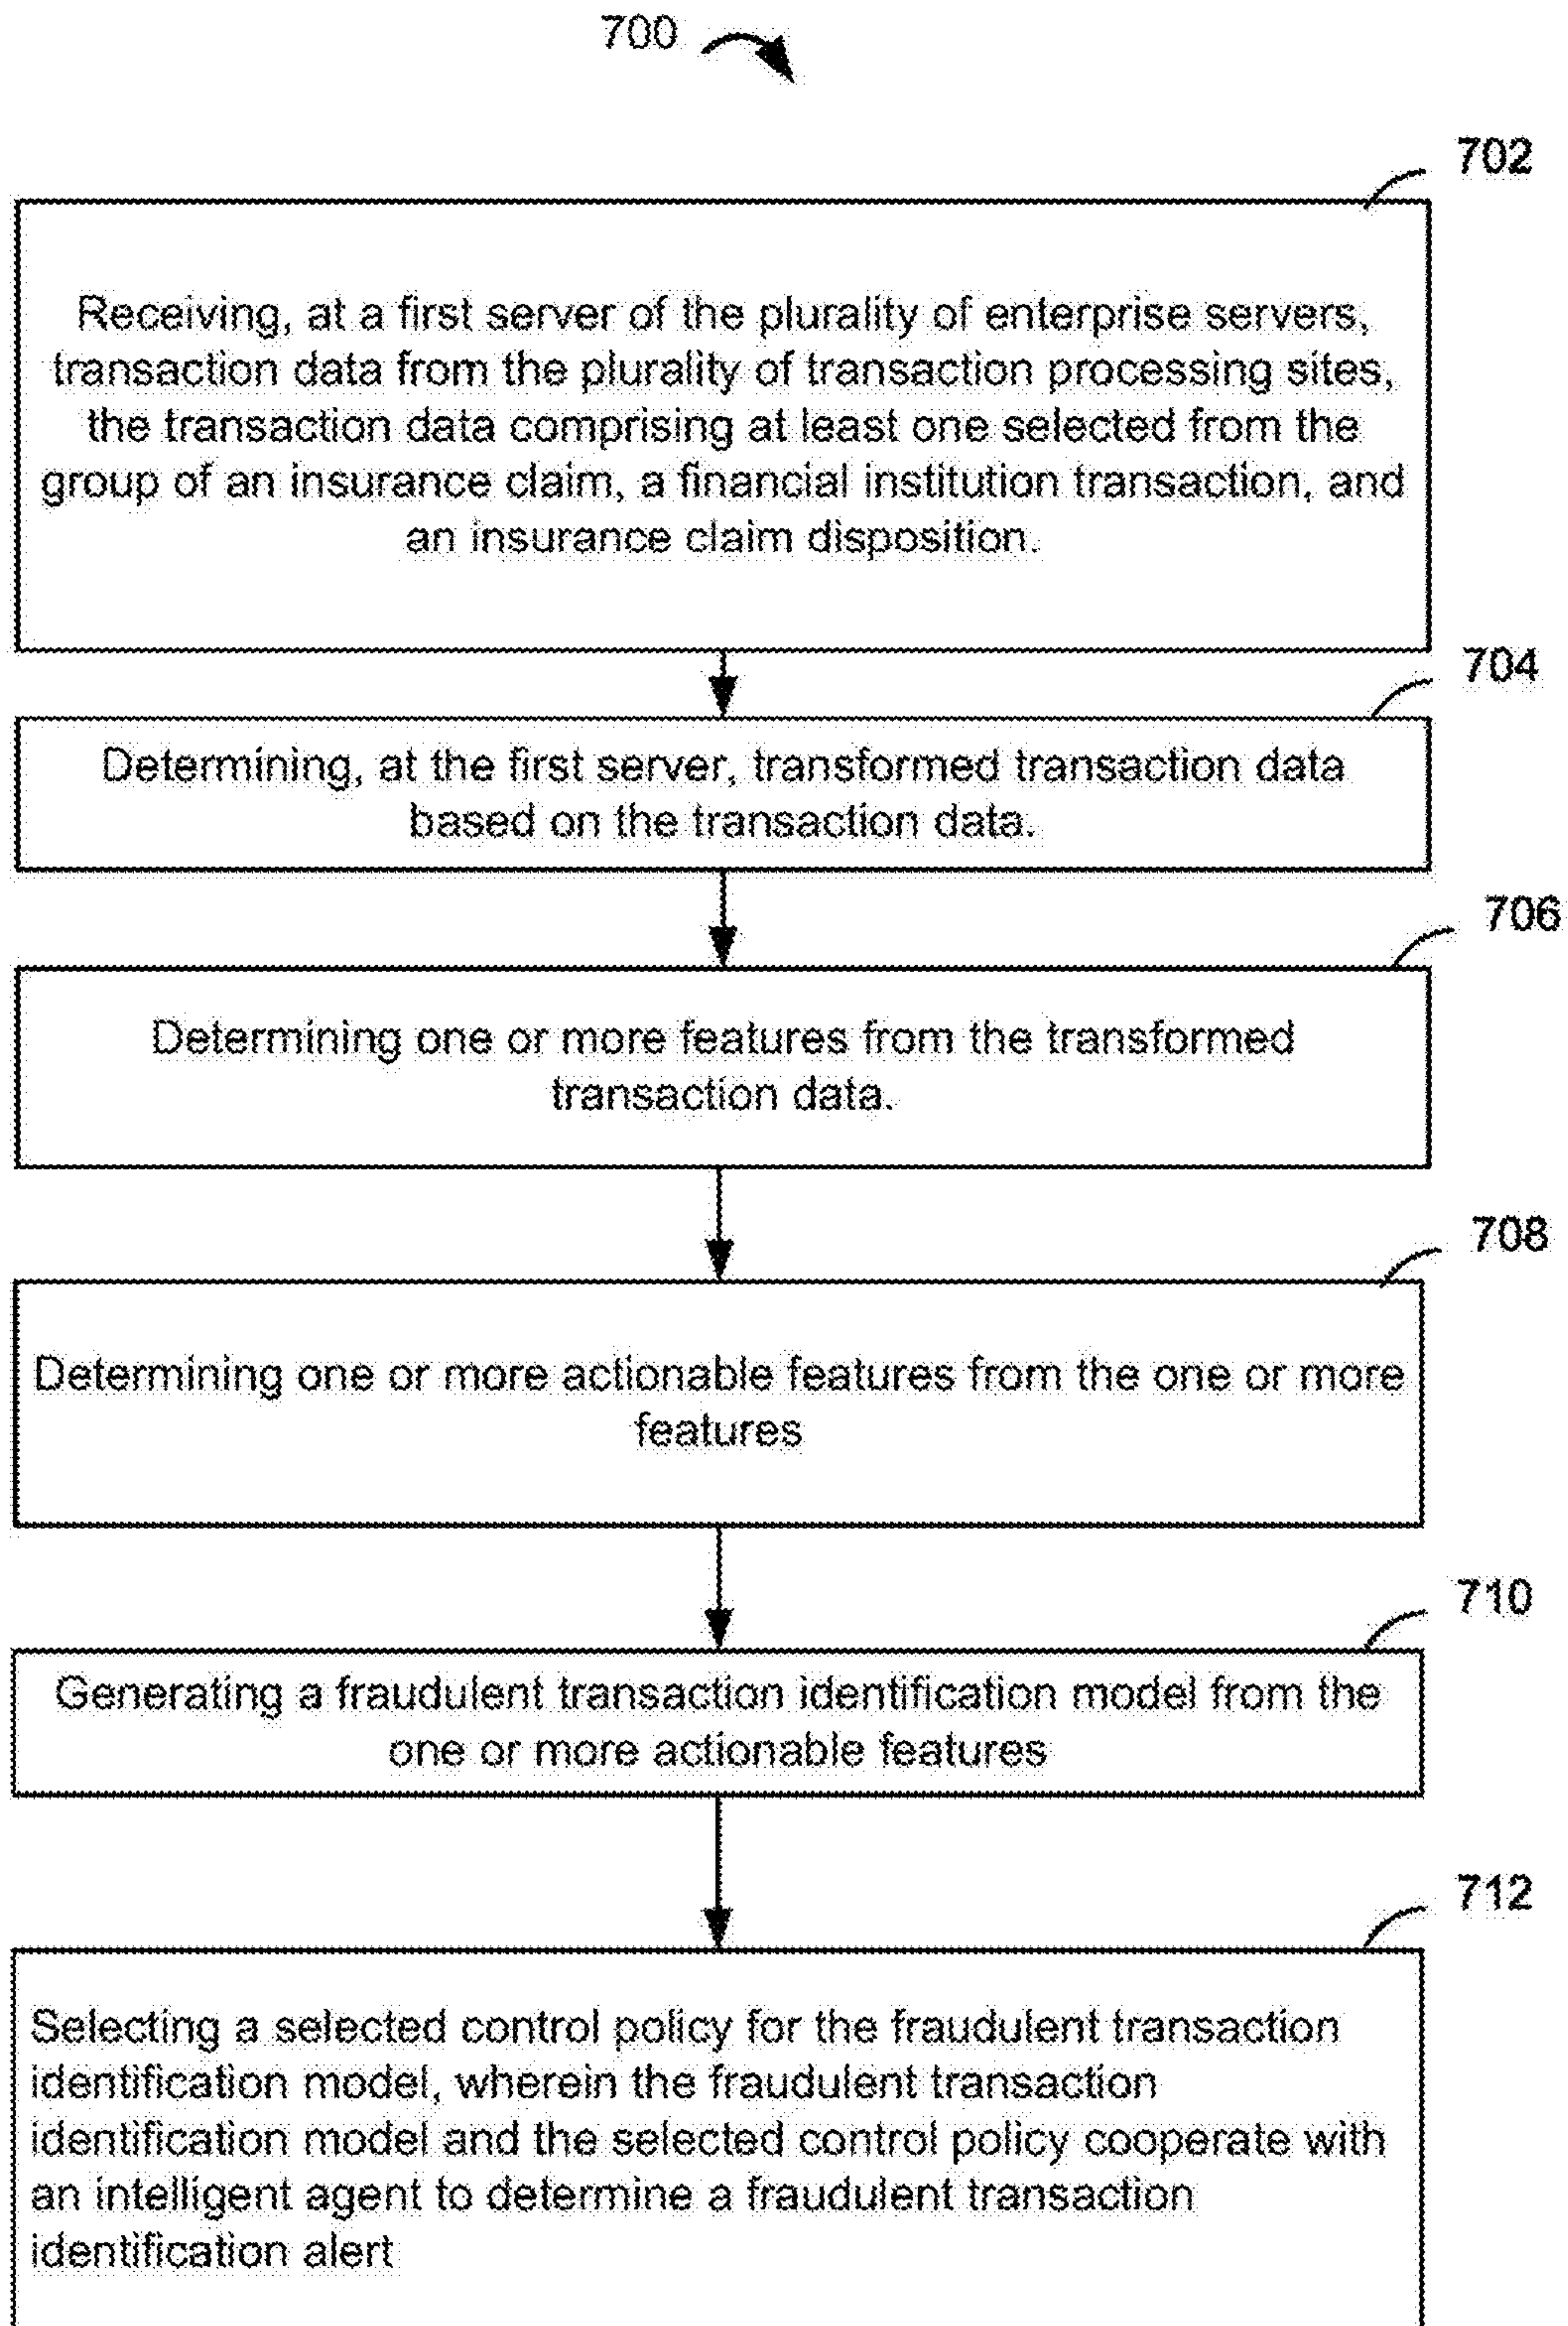 700
702
Receiving, at a first server of the plurality of enterprise servers,
transaction data from the plurality of transaction processing sites,
the transaction data comprising at least one selected from the
group of an insurance claim, a financial institution transaction, and
an insurance claim disposition.
704
Determining, at the first server, transformed transaction data
based on the transaction data.
706
Determining one or more features from the transformed
transaction data.
708
Determining one or more actionable features from the one or more
features
710
Generating a fraudulent transaction identification model from the
one or more actionable features
712
Selecting a selected control policy for the fraudulent transaction
identification model, wherein the fraudulent transaction
identification model and the selected control policy cooperate with
an intelligent agent to determine a fraudulent transaction
identification alert